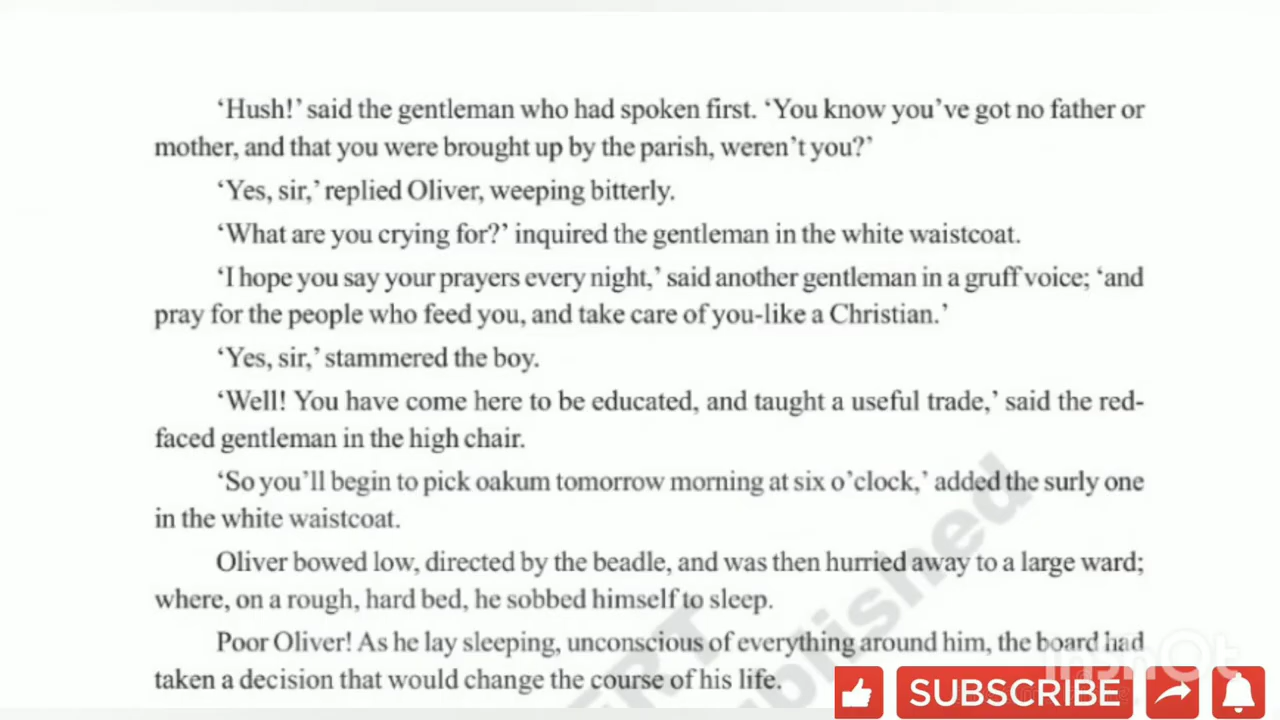 ‘Hush!’ said the gentleman who had spoken first. ‘You know you’ve got no father or
mother, and that you were brought up by the parish, weren’t you?’
‘Yes, sir,’ replied Oliver, weeping bitterly.
‘What are you crying for?’ inquired the gentleman in the white waistcoat.
‘I hope you say your prayers every night,’ said another gentleman in a gruff voice; ‘and
pray for the people who feed you, and take care of you-like a Christian.’
‘Yes, sir,’ stammered the boy.
‘Well! You have come here to be educated, and taught a useful trade,’ said the red-
faced gentleman in the high chair.
‘So you’ll begin to pick oakum tomorrow morning at six o’clock,’ added the surly one
in the white waistcoat.
Oliver bowed low, directed by the beadle, and was then hurried away to a large ward;
where, on a rough, hard bed, he sobbed himself to sleep.
Poor Oliver! As he lay sleeping, unconscious of everything around him, the board had
taken a decision that would change the course of his life.
SUBSCRIBE